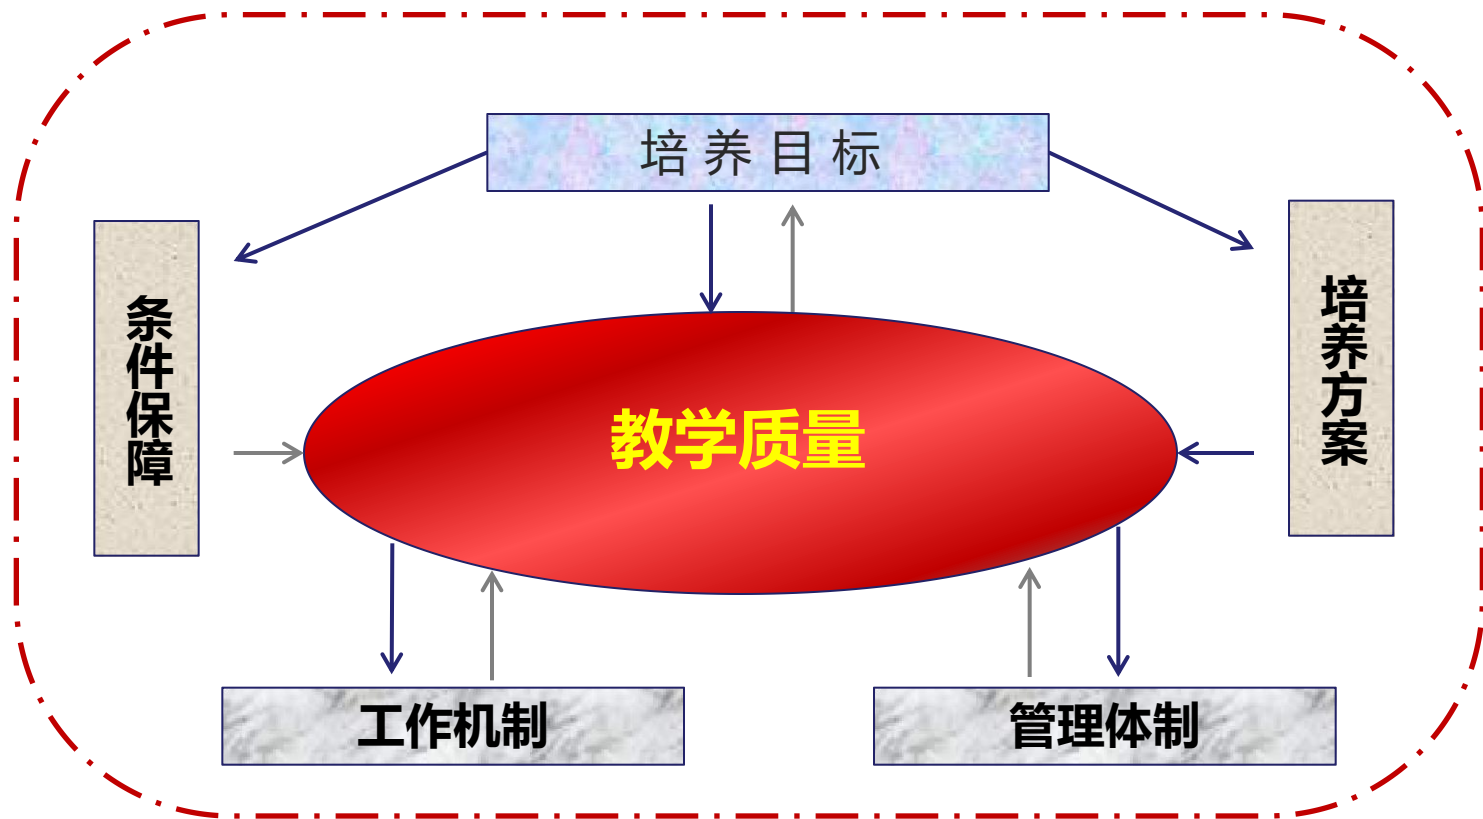 培养目标
条件保障
培养方案
教学质量
工作机制
管理体制